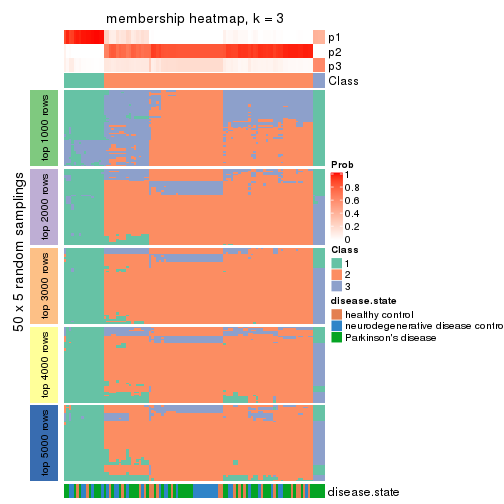 membership heatmap, k = 3
p1
p2
p3
Class
50 x 5 random samplings
top 1000 rows
top 2000 rows
top 3000 rows
top 4000 rows
top 5000 rows
Prob
1
0.8
0.6
0.4
0.2
0
Class
1
2
3
disease.state
healthy control
neurodegenerative disease contro
Parkinson's disease
disease.state